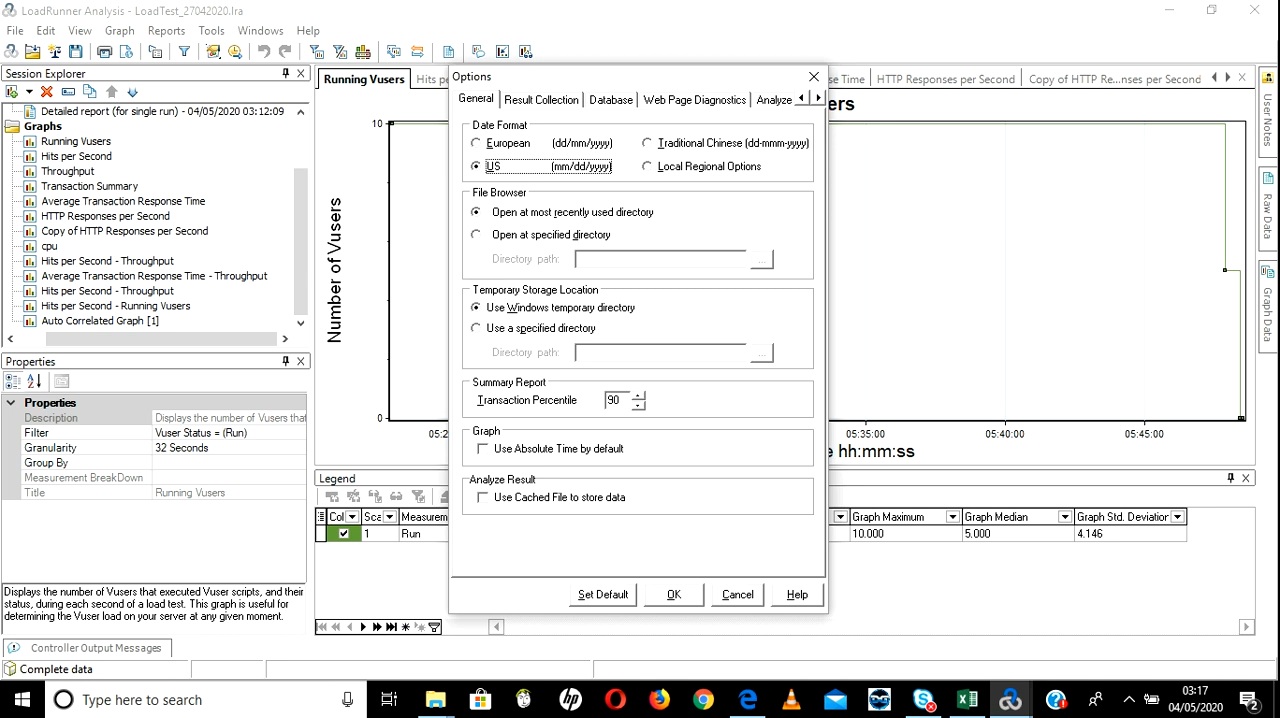 LoadRunner Analysis - LoadTest_27042020.lra
File Edit View Graph Reports Tools Windows Help
Session Explorer
Detailed report (for single run) - 04/05/2020 03:12:09
Graphs
Running Vusers
Hits per Second
Throughput
Transaction Summary
Average Transaction Response Time
HTTP Responses per Second
Copy of HTTP Responses per Second
cpu
Hits per Second - Throughput
Average Transaction Response Time - Throughput
Hits per Second - Throughput
Hits per Second - Running Vusers
Auto Correlated Graph [1]
Properties
Properties
Description Displays the number of Vusers that
Filter Vuser Status = (Run)
Granularity 32 Seconds
Group By
Measurement BreakDown
Title Running Vusers
Displays the number of Vusers that executed Vuser scripts, and their
status, during each second of a load test. This graph is useful for
determining the Vuser load on your server at any given moment.
Controller Output Messages
Complete data
Running Vusers Hits pe
se Time HTTP Responses per Second Copy of HTTP Re...nses per Second
ers
10
Number of Vusers
0
05:2
05:35:00 05:40:00 05:45:00
e hh:mm:ss
Legend
Col Sca Measurem
Graph Maximum Graph Median Graph Std. Deviation
1 Run
10.000 5.000 4.146
User Notes
Raw Data
Graph Data
Options
General Result Collection Database Web Page Diagnostics Analyze
Date Format
European (dd/mm/yyyy) Traditional Chinese (dd-mmm-yyyy)
US (mm/dd/yyyy) Local Regional Options
File Browser
Open at most recently used directory
Open at specified directory
Directory path: ...
Temporary Storage Location
Use Windows temporary directory
Use a specified directory
Directory path: ...
Summary Report
Transaction Percentile 90
Graph
Use Absolute Time by default
Analyze Result
Use Cached File to store data
Set Default OK Cancel Help
Type here to search
03:17
04/05/2020
2